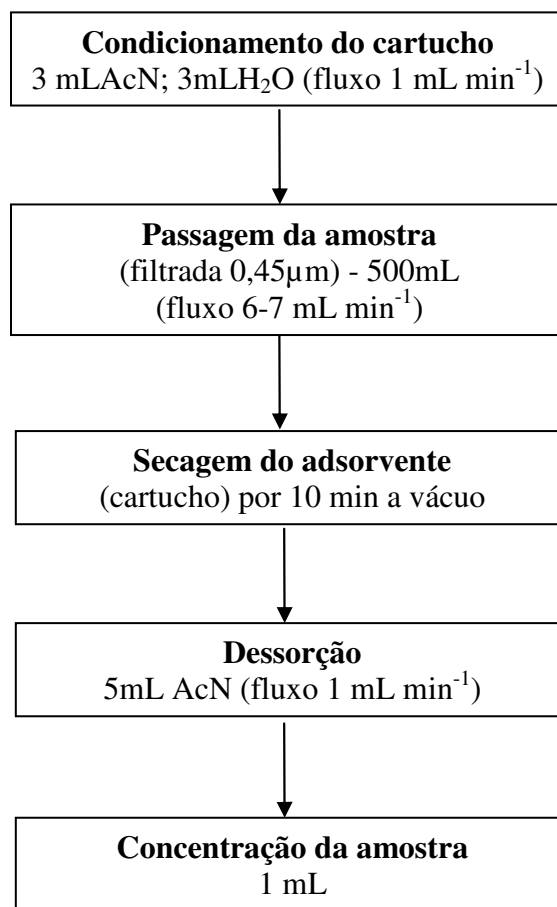 Condicionamento do cartucho
3 mLAcN; 3mLH₂O (fluxo 1 mL min⁻¹)
Passagem da amostra
(filtrada 0,45µm) - 500mL
(fluxo 6-7 mL min⁻¹)
Secagem do adsorvente
(cartucho) por 10 min a vácuo
Dessorção
5mL AcN (fluxo 1 mL min⁻¹)
Concentração da amostra
1 mL